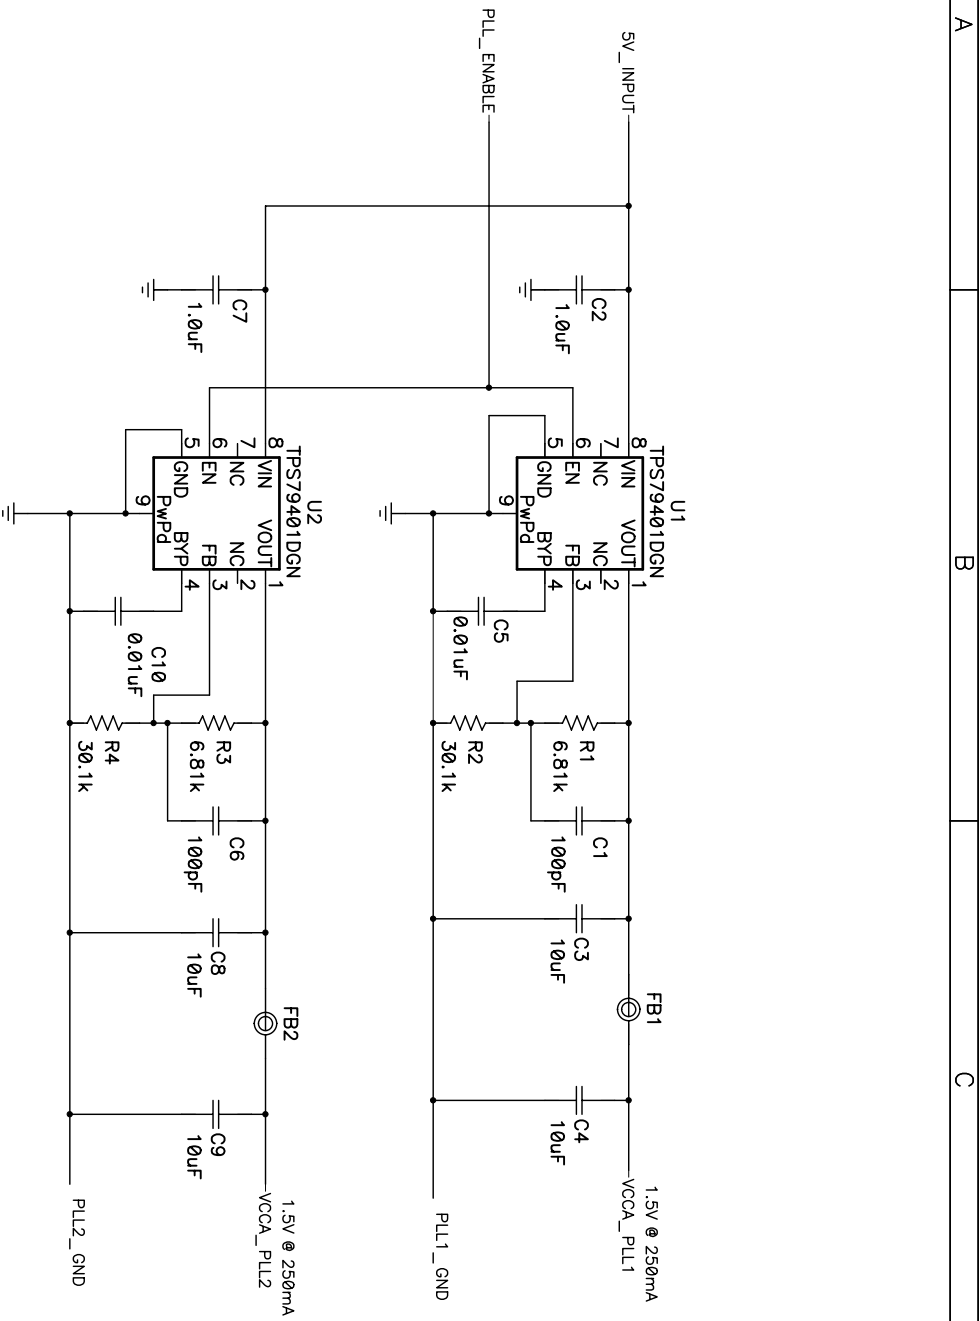 A
B
C
5V_INPUT
PLL_ENABLE
C2
1.0uF
U1
TPS79401DGN
8 VIN
7 NC
6 EN
5 GND
9 PwPd
VOUT 1
NC 2
FB 3
BYP 4
C5
0.01uF
R1
6.81k
R2
30.1k
C1
100pF
C3
10uF
FB1
C4
10uF
1.5V @ 250mA
VCCA_PLL1
PLL1_GND
C7
1.0uF
U2
TPS79401DGN
8 VIN
7 NC
6 EN
5 GND
9 PwPd
VOUT 1
NC 2
FB 3
BYP 4
C10
0.01uF
R3
6.81k
R4
30.1k
C6
100pF
C8
10uF
FB2
C9
10uF
1.5V @ 250mA
VCCA_PLL2
PLL2_GND